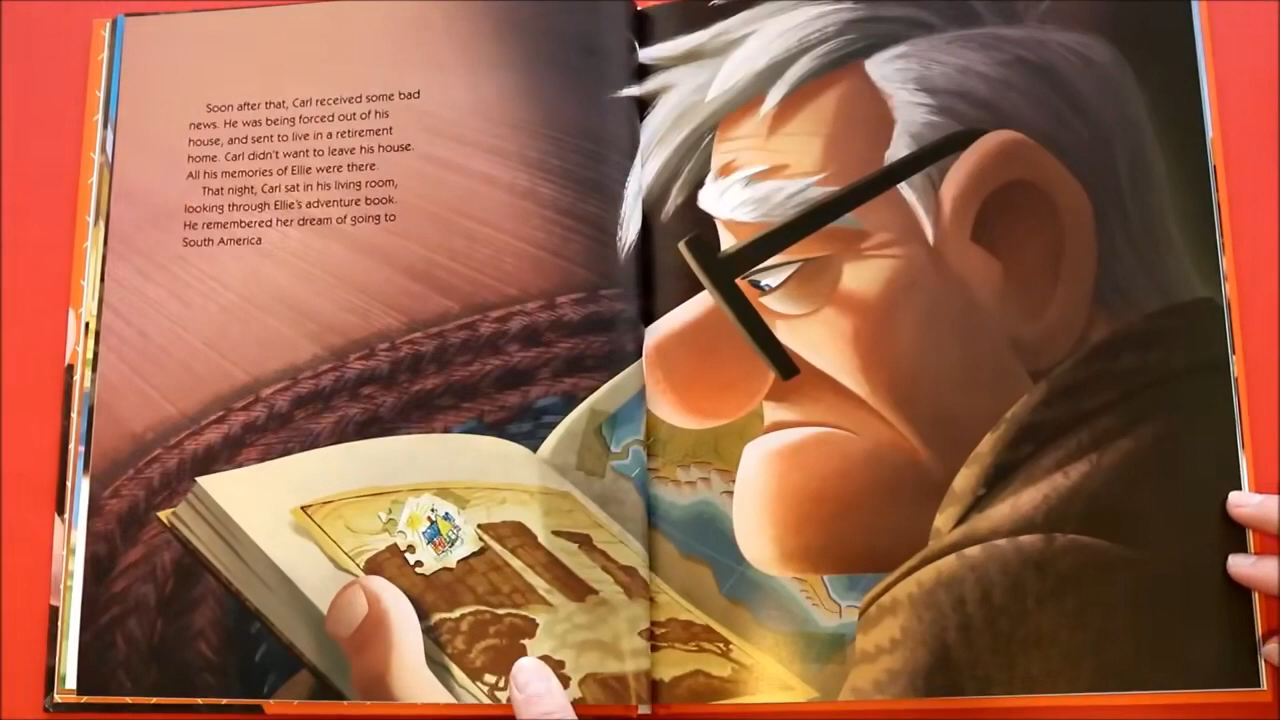 Soon after that, Carl received some bad
news. He was being forced out of his
house, and sent to live in a retirement
home. Carl didn't want to leave his house.
All his memories of Ellie were there.
That night, Carl sat in his living room,
looking through Ellie's adventure book.
He remembered her dream of going to
South America.